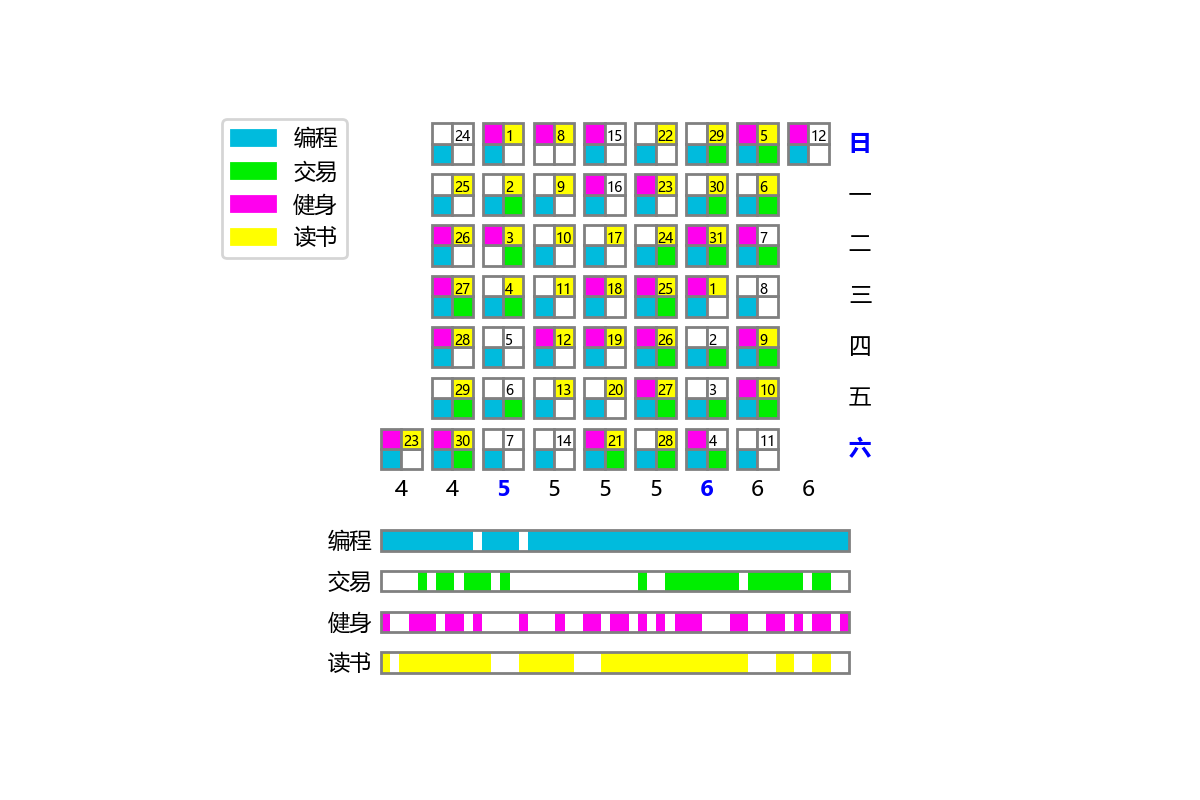 编程
交易
健身
读书
24 1 8 15 22 29 5 12 日
25 2 9 16 23 30 6 一
26 3 10 17 24 31 7 二
27 4 11 18 25 1 8 三
28 5 12 19 26 2 9 四
29 6 13 20 27 3 10 五
23 30 7 14 21 28 4 11 六
4 4 5 5 5 5 6 6 6
编程
交易
健身
读书